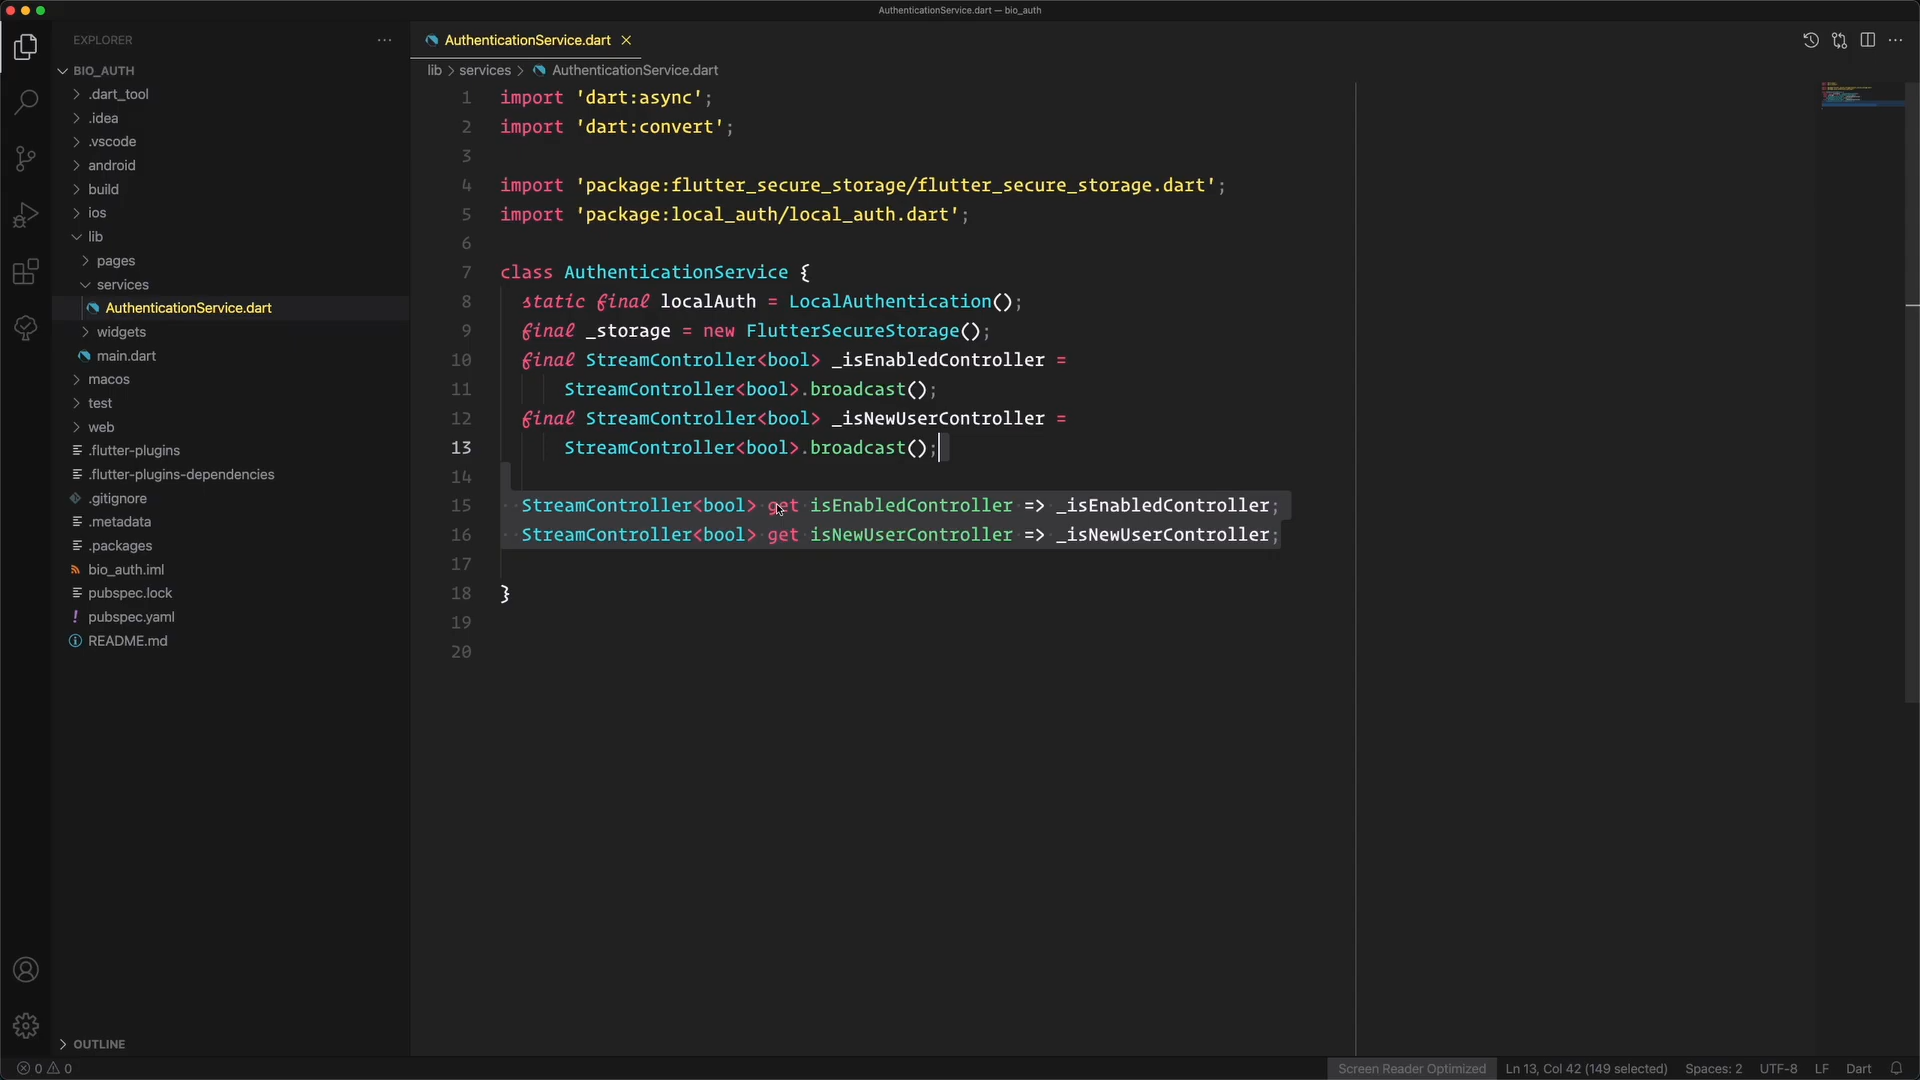 AuthenticationService.dart — bio_auth
EXPLORER
BIO_AUTH
.dart_tool
.idea
.vscode
android
build
ios
lib
pages
services
AuthenticationService.dart
widgets
main.dart
macos
test
web
.flutter-plugins
.flutter-plugins-dependencies
.gitignore
.metadata
.packages
bio_auth.iml
pubspec.lock
pubspec.yaml
README.md
OUTLINE
AuthenticationService.dart
lib > services > AuthenticationService.dart
1 import 'dart:async';
2 import 'dart:convert';
3
4 import 'package:flutter_secure_storage/flutter_secure_storage.dart';
5 import 'package:local_auth/local_auth.dart';
6
7 class AuthenticationService {
8 static final localAuth = LocalAuthentication();
9 final _storage = new FlutterSecureStorage();
10 final StreamController<bool> _isEnabledController =
11 StreamController<bool>.broadcast();
12 final StreamController<bool> _isNewUserController =
13 StreamController<bool>.broadcast();
14
15 StreamController<bool> get isEnabledController => _isEnabledController;
16 StreamController<bool> get isNewUserController => _isNewUserController;
17
18 }
19
20
0 0
Screen Reader Optimized Ln 13, Col 42 (149 selected) Spaces: 2 UTF-8 LF Dart